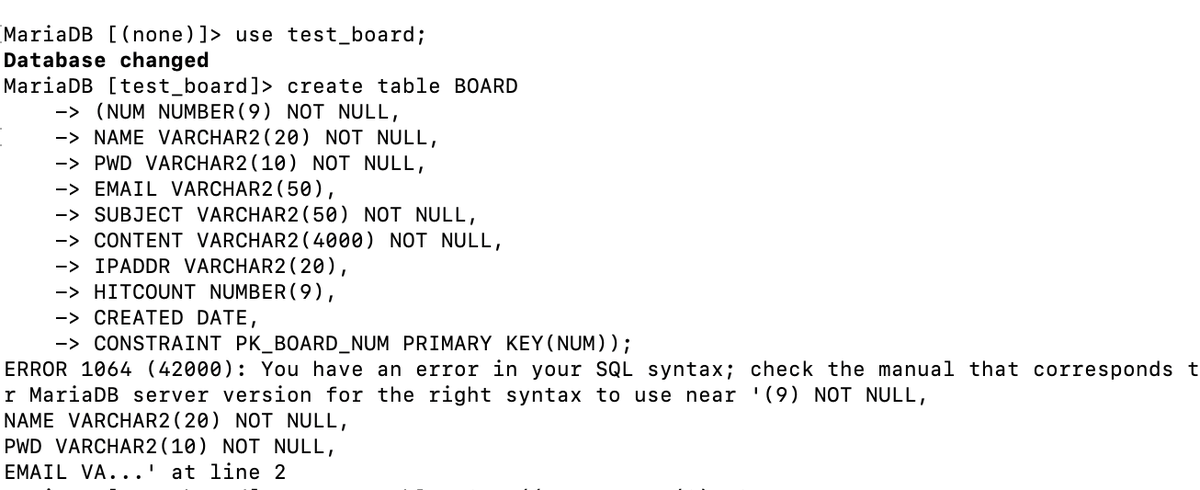 MariaDB [(none)]> use test_board;
Database changed
MariaDB [test_board]> create table BOARD
    -> (NUM NUMBER(9) NOT NULL,
    -> NAME VARCHAR2(20) NOT NULL,
    -> PWD VARCHAR2(10) NOT NULL,
    -> EMAIL VARCHAR2(50),
    -> SUBJECT VARCHAR2(50) NOT NULL,
    -> CONTENT VARCHAR2(4000) NOT NULL,
    -> IPADDR VARCHAR2(20),
    -> HITCOUNT NUMBER(9),
    -> CREATED DATE,
    -> CONSTRAINT PK_BOARD_NUM PRIMARY KEY(NUM));
ERROR 1064 (42000): You have an error in your SQL syntax; check the manual that corresponds t
r MariaDB server version for the right syntax to use near '(9) NOT NULL,
NAME VARCHAR2(20) NOT NULL,
PWD VARCHAR2(10) NOT NULL,
EMAIL VA...' at line 2